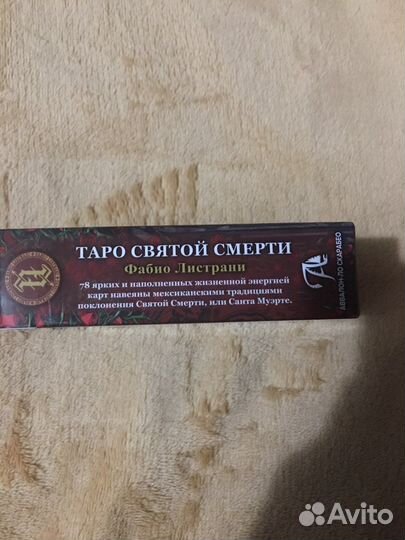 ТАРО СВЯТОЙ СМЕРТИ
Фабио Листрани
78 ярких и наполненных жизненной энергией
карт навеяны мексиканскими традициями
поклонения Святой Смерти, или Санта Муэрте.
АВВАЛОН-ЛО СКАРАБЕО
Avito